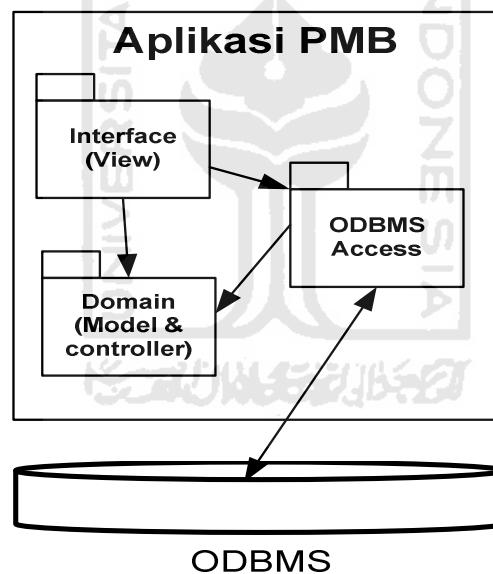 Aplikasi PMB
Interface
(View)
ODBMS
Access
Domain
(Model &
controller)
ODBMS